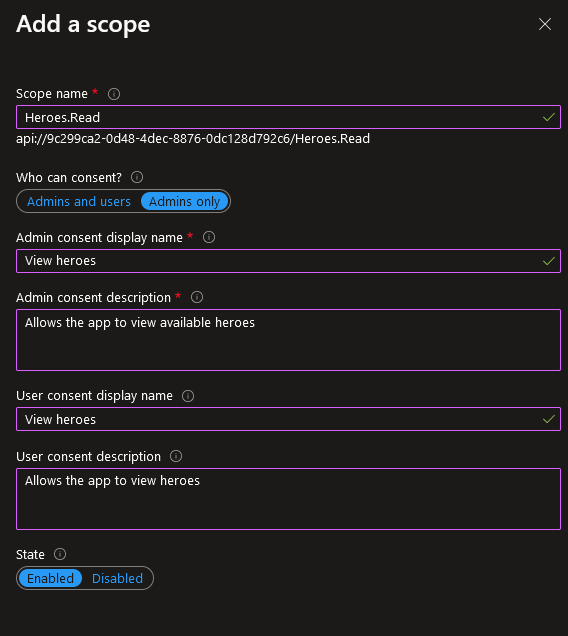 Add a scope
Scope name *
Heroes.Read
api://9c299ca2-0d48-4dec-8876-0dc128d792c6/Heroes.Read
Who can consent?
Admins and users Admins only
Admin consent display name *
View heroes
Admin consent description *
Allows the app to view available heroes
User consent display name
View heroes
User consent description
Allows the app to view heroes
State
Enabled Disabled